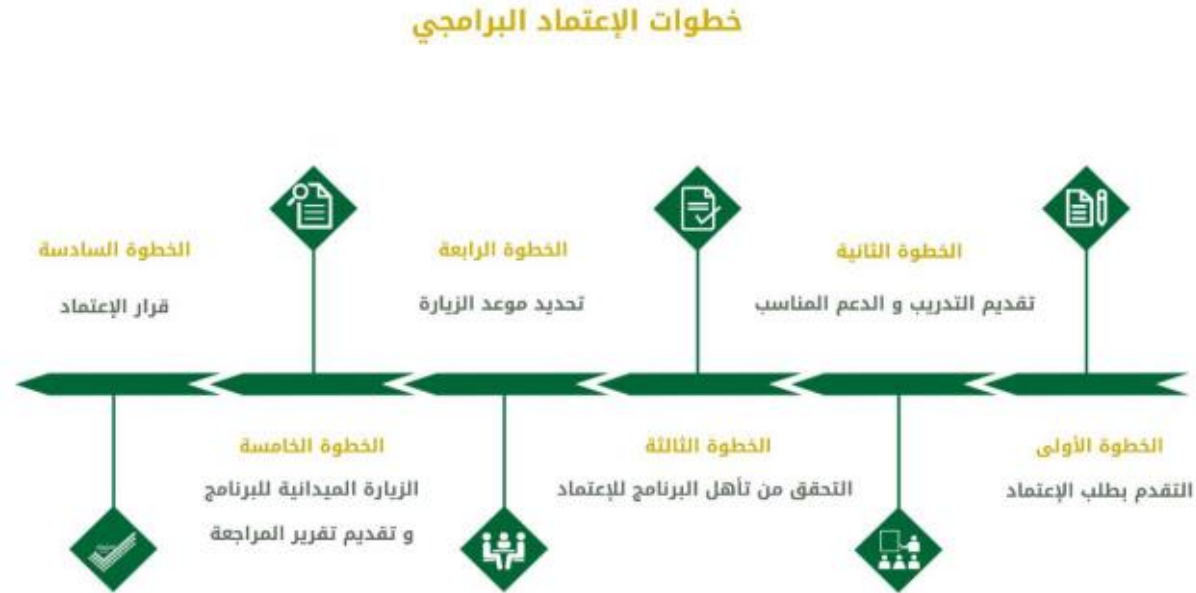 خطوات الإعتماد البرامجي
الخطوة الأولى
التقدم بطلب الإعتماد
الخطوة الثانية
تقديم التدريب و الدعم المناسب
الخطوة الثالثة
التحقق من تأهل البرنامج للإعتماد
الخطوة الرابعة
تحديد موعد الزيارة
الخطوة الخامسة
الزيارة الميدانية للبرنامج
و تقديم تقرير المراجعة
الخطوة السادسة
قرار الإعتماد